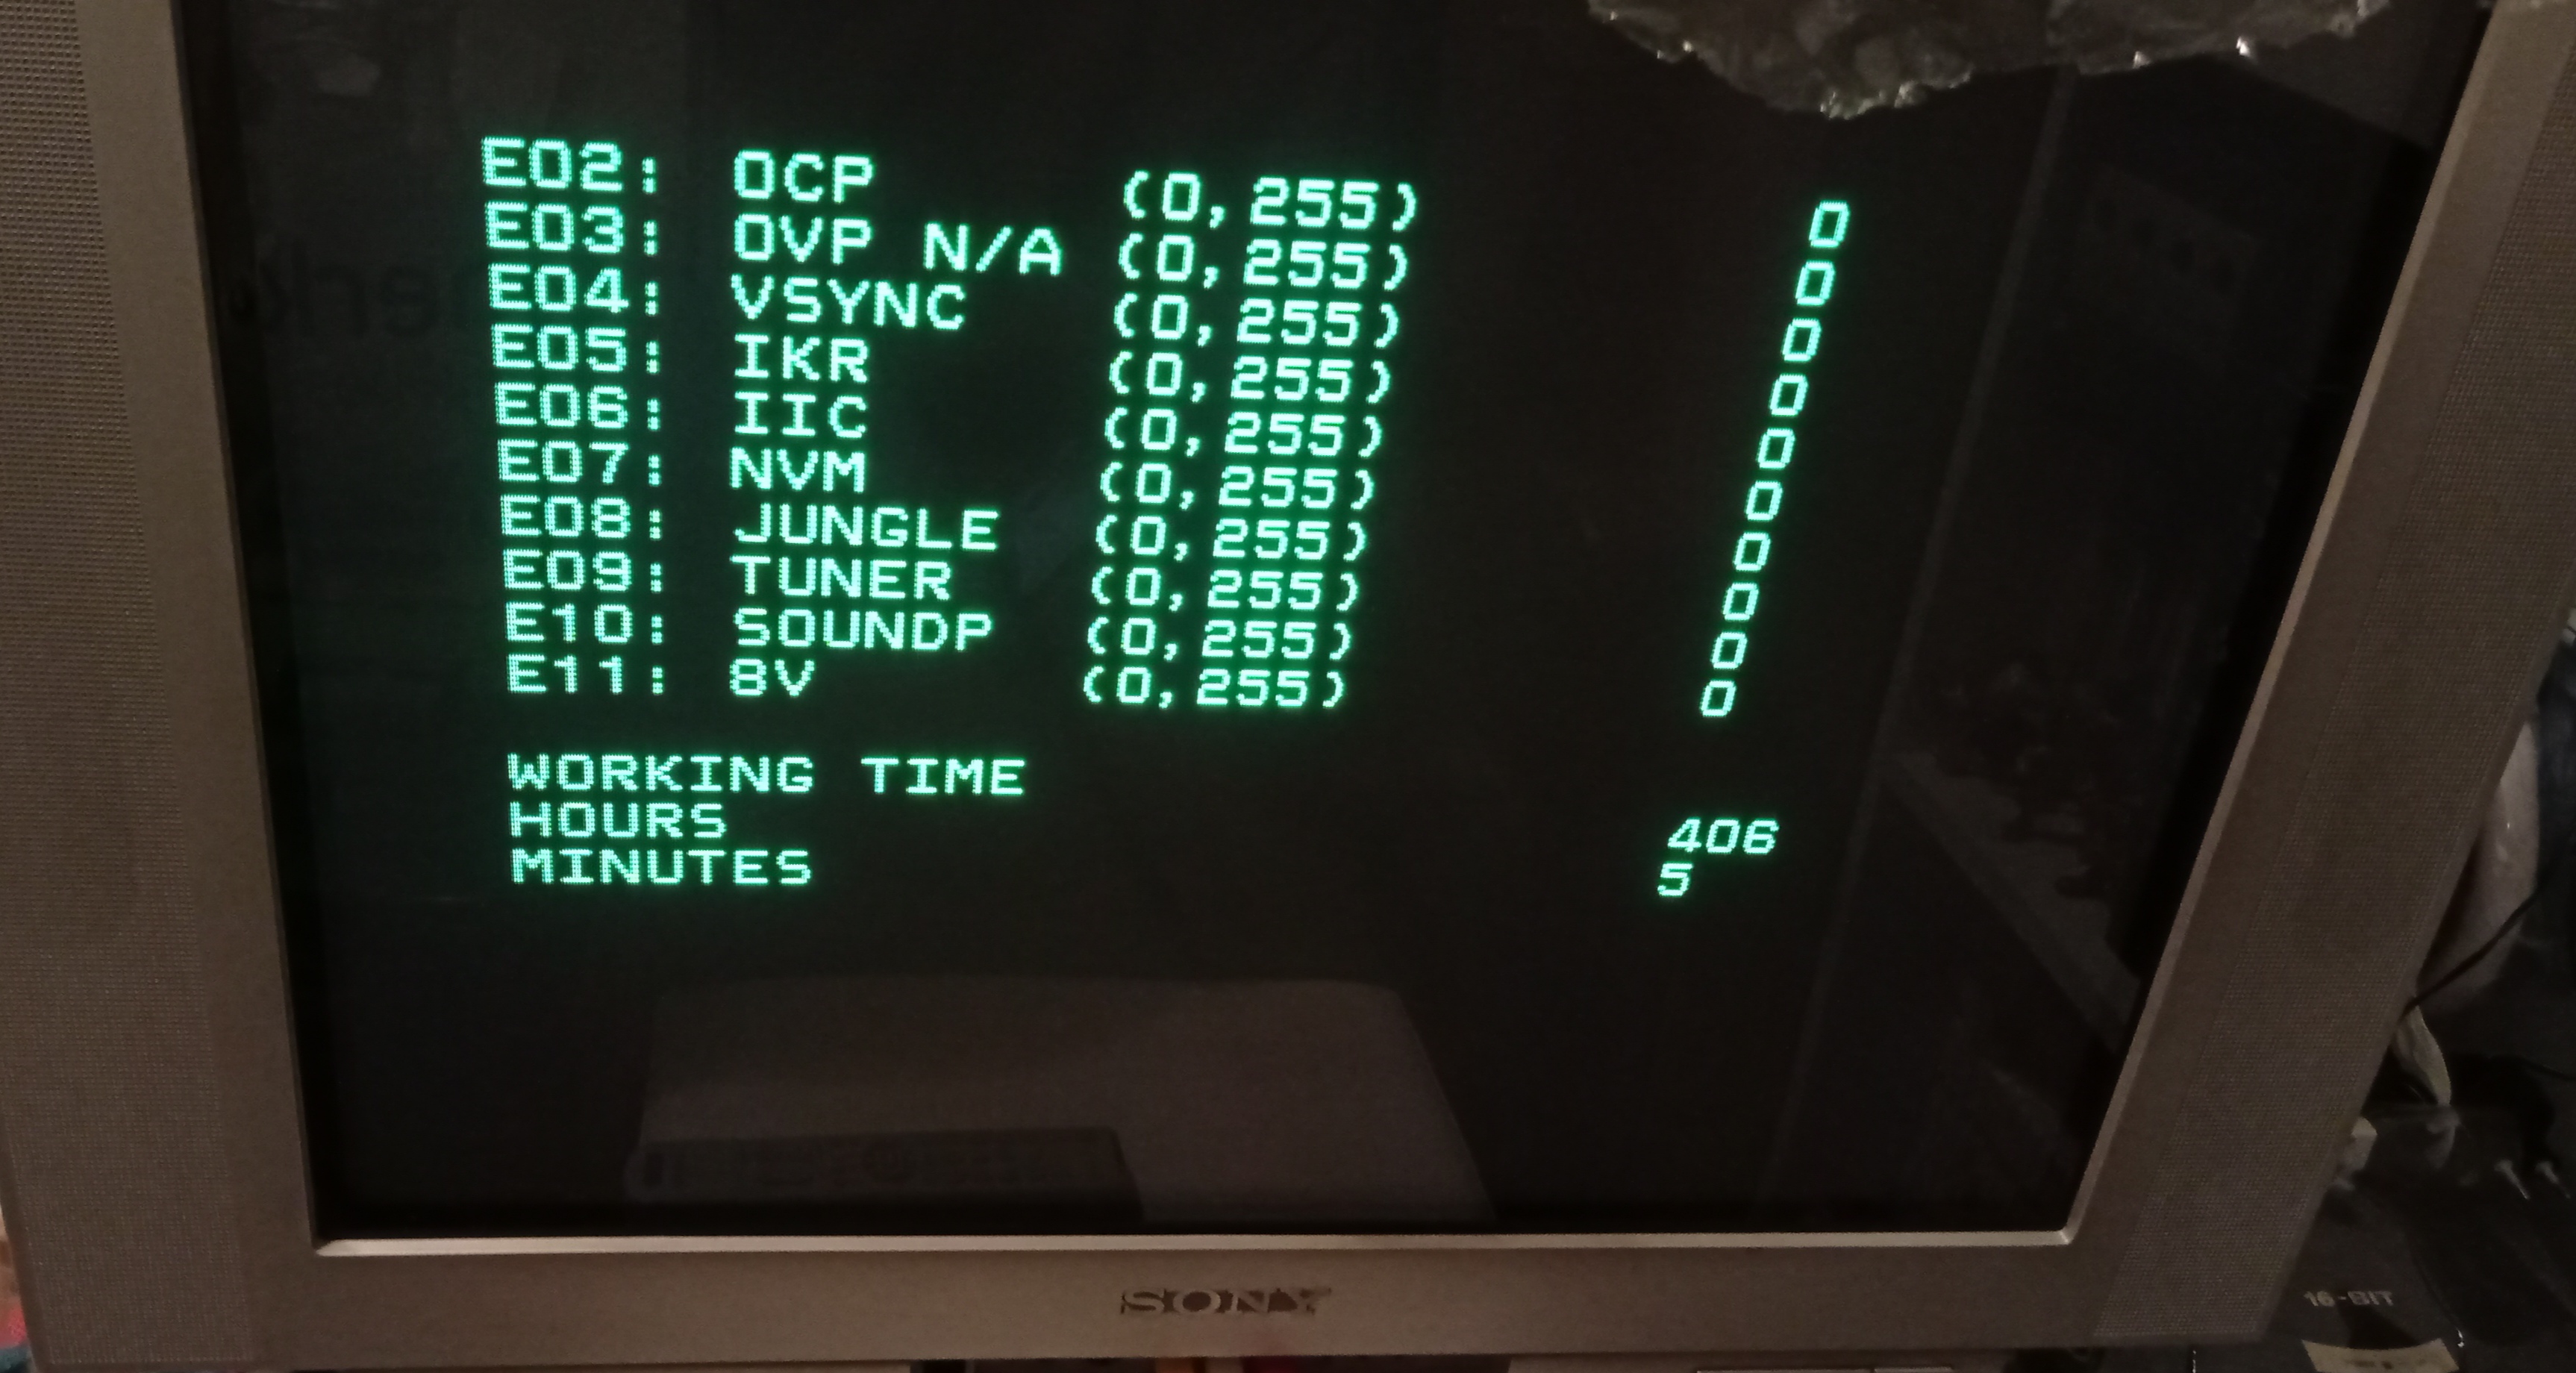 E02: OCP (0,255) 0
E03: OVP N/A (0,255) 0
E04: VSYNC (0,255) 0
E05: IKR (0,255) 0
E06: IIC (0,255) 0
E07: NVM (0,255) 0
E08: JUNGLE (0,255) 0
E09: TUNER (0,255) 0
E10: SOUNDP (0,255) 0
E11: 8V (0,255) 0
WORKING TIME
HOURS 406
MINUTES 5
SONY
16-BIT